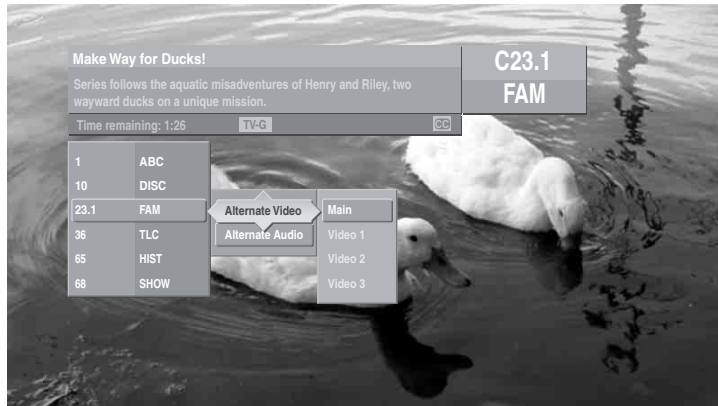 Make Way for Ducks!
Series follows the aquatic misadventures of Henry and Riley, two
wayward ducks on a unique mission.
Time remaining: 1:26 TV-G CC
C23.1
FAM
1 ABC
10 DISC
23.1 FAM
36 TLC
65 HIST
68 SHOW
Alternate Video
Alternate Audio
Main
Video 1
Video 2
Video 3